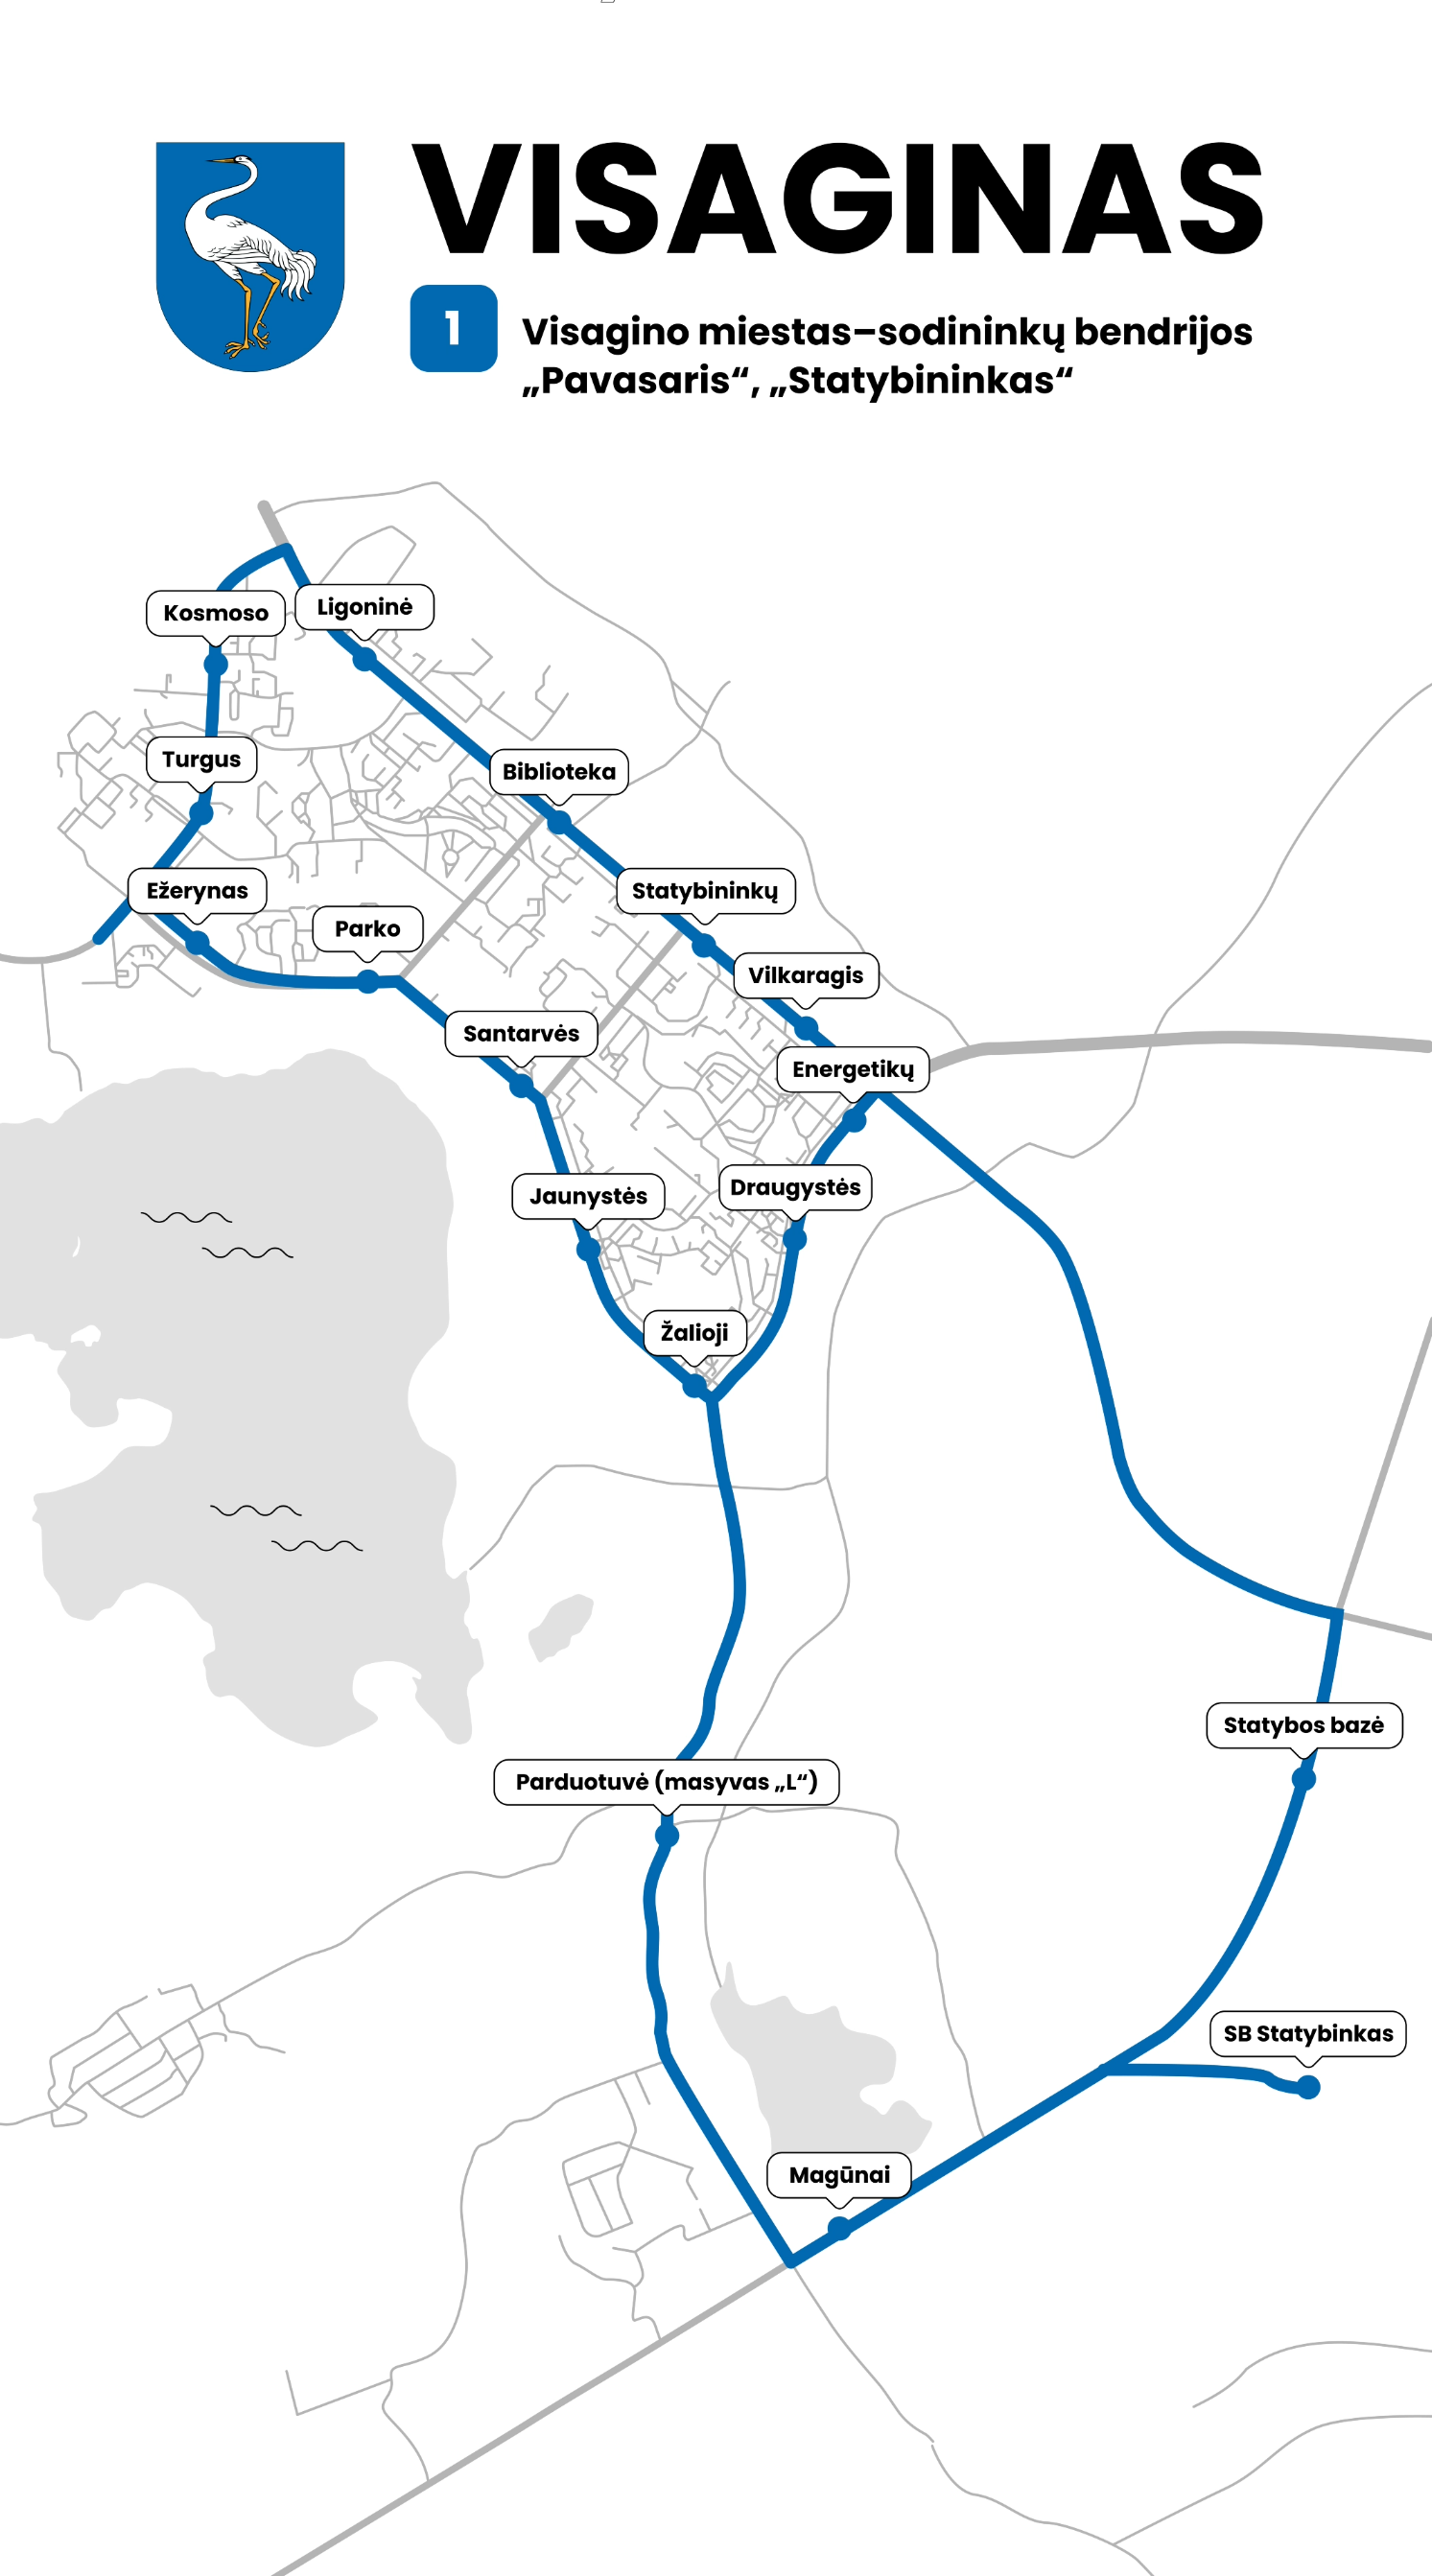 VISAGINAS
1
Visagino miestas–sodininkų bendrijos
„Pavasaris“, „Statybininkas“
Kosmoso
Ligoninė
Turgus
Biblioteka
Ežerynas
Statybininkų
Parko
Vilkaragis
Santarvės
Energetikų
Jaunystės
Draugystės
Žalioji
Statybos bazė
Parduotuvė (masyvas „L“)
SB Statybinkas
Magūnai